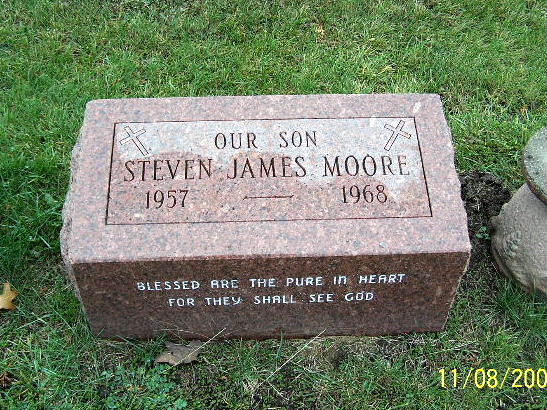 OUR SON
STEVEN JAMES MOORE
1957 — 1968
BLESSED ARE THE PURE IN HEART
FOR THEY SHALL SEE GOD
11/08/200